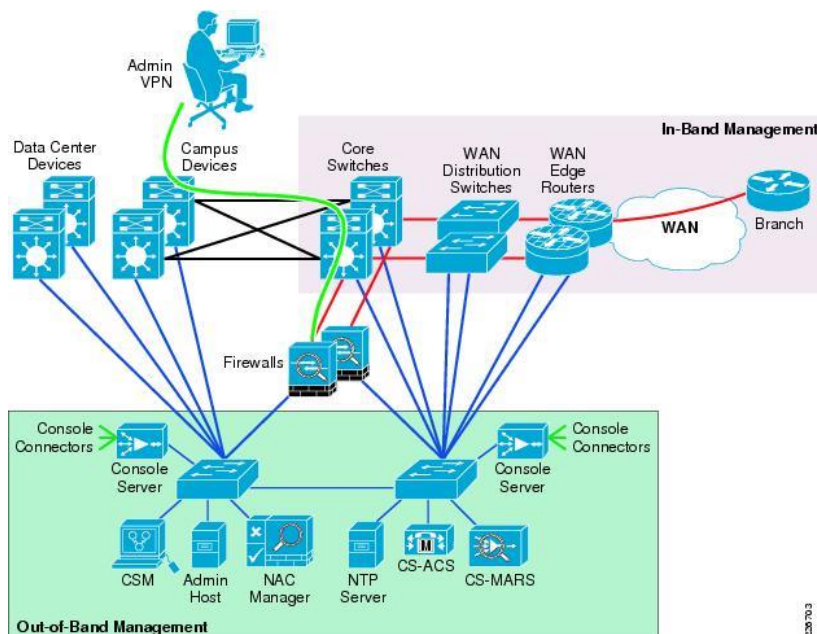 Admin
VPN
In-Band Management
Data Center
Devices
Campus
Devices
Core
Switches
WAN
Distribution
Switches
WAN
Edge
Routers
WAN
Branch
Firewalls
Console
Connectors
Console
Server
Console
Server
Console
Connectors
CSM
Admin
Host
NAC
Manager
NTP
Server
M
CS-ACS
CS-MARS
Out-of-Band Management
226703